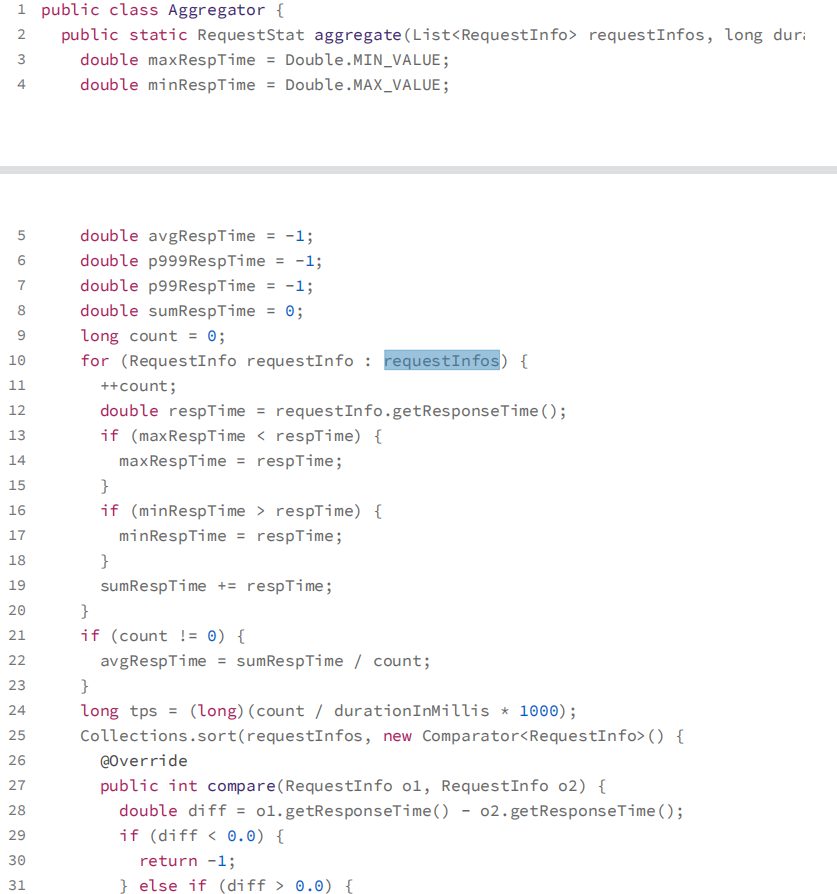 1 public class Aggregator {
2 public static RequestStat aggregate(List<RequestInfo> requestInfos, long
3 double maxRespTime = Double.MIN_VALUE;
4 double minRespTime = Double.MAX_VALUE;
5 double avgRespTime = -1;
6 double p999RespTime = -1;
7 double p99RespTime = -1;
8 double sumRespTime = 0;
9 long count = 0;
10 for (RequestInfo requestInfo : requestInfos) {
11 ++count;
12 double respTime = requestInfo.getResponseTime();
13 if (maxRespTime < respTime) {
14 maxRespTime = respTime;
15 }
16 if (minRespTime > respTime) {
17 minRespTime = respTime;
18 }
19 sumRespTime += respTime;
20 }
21 if (count != 0) {
22 avgRespTime = sumRespTime / count;
23 }
24 long tps = (long)(count / durationInMillis * 1000);
25 Collections.sort(requestInfos, new Comparator<RequestInfo>() {
26 @Override
27 public int compare(RequestInfo o1, RequestInfo o2) {
28 double diff = o1.getResponseTime() - o2.getResponseTime();
29 if (diff < 0.0) {
30 return -1;
31 } else if (diff > 0.0) {